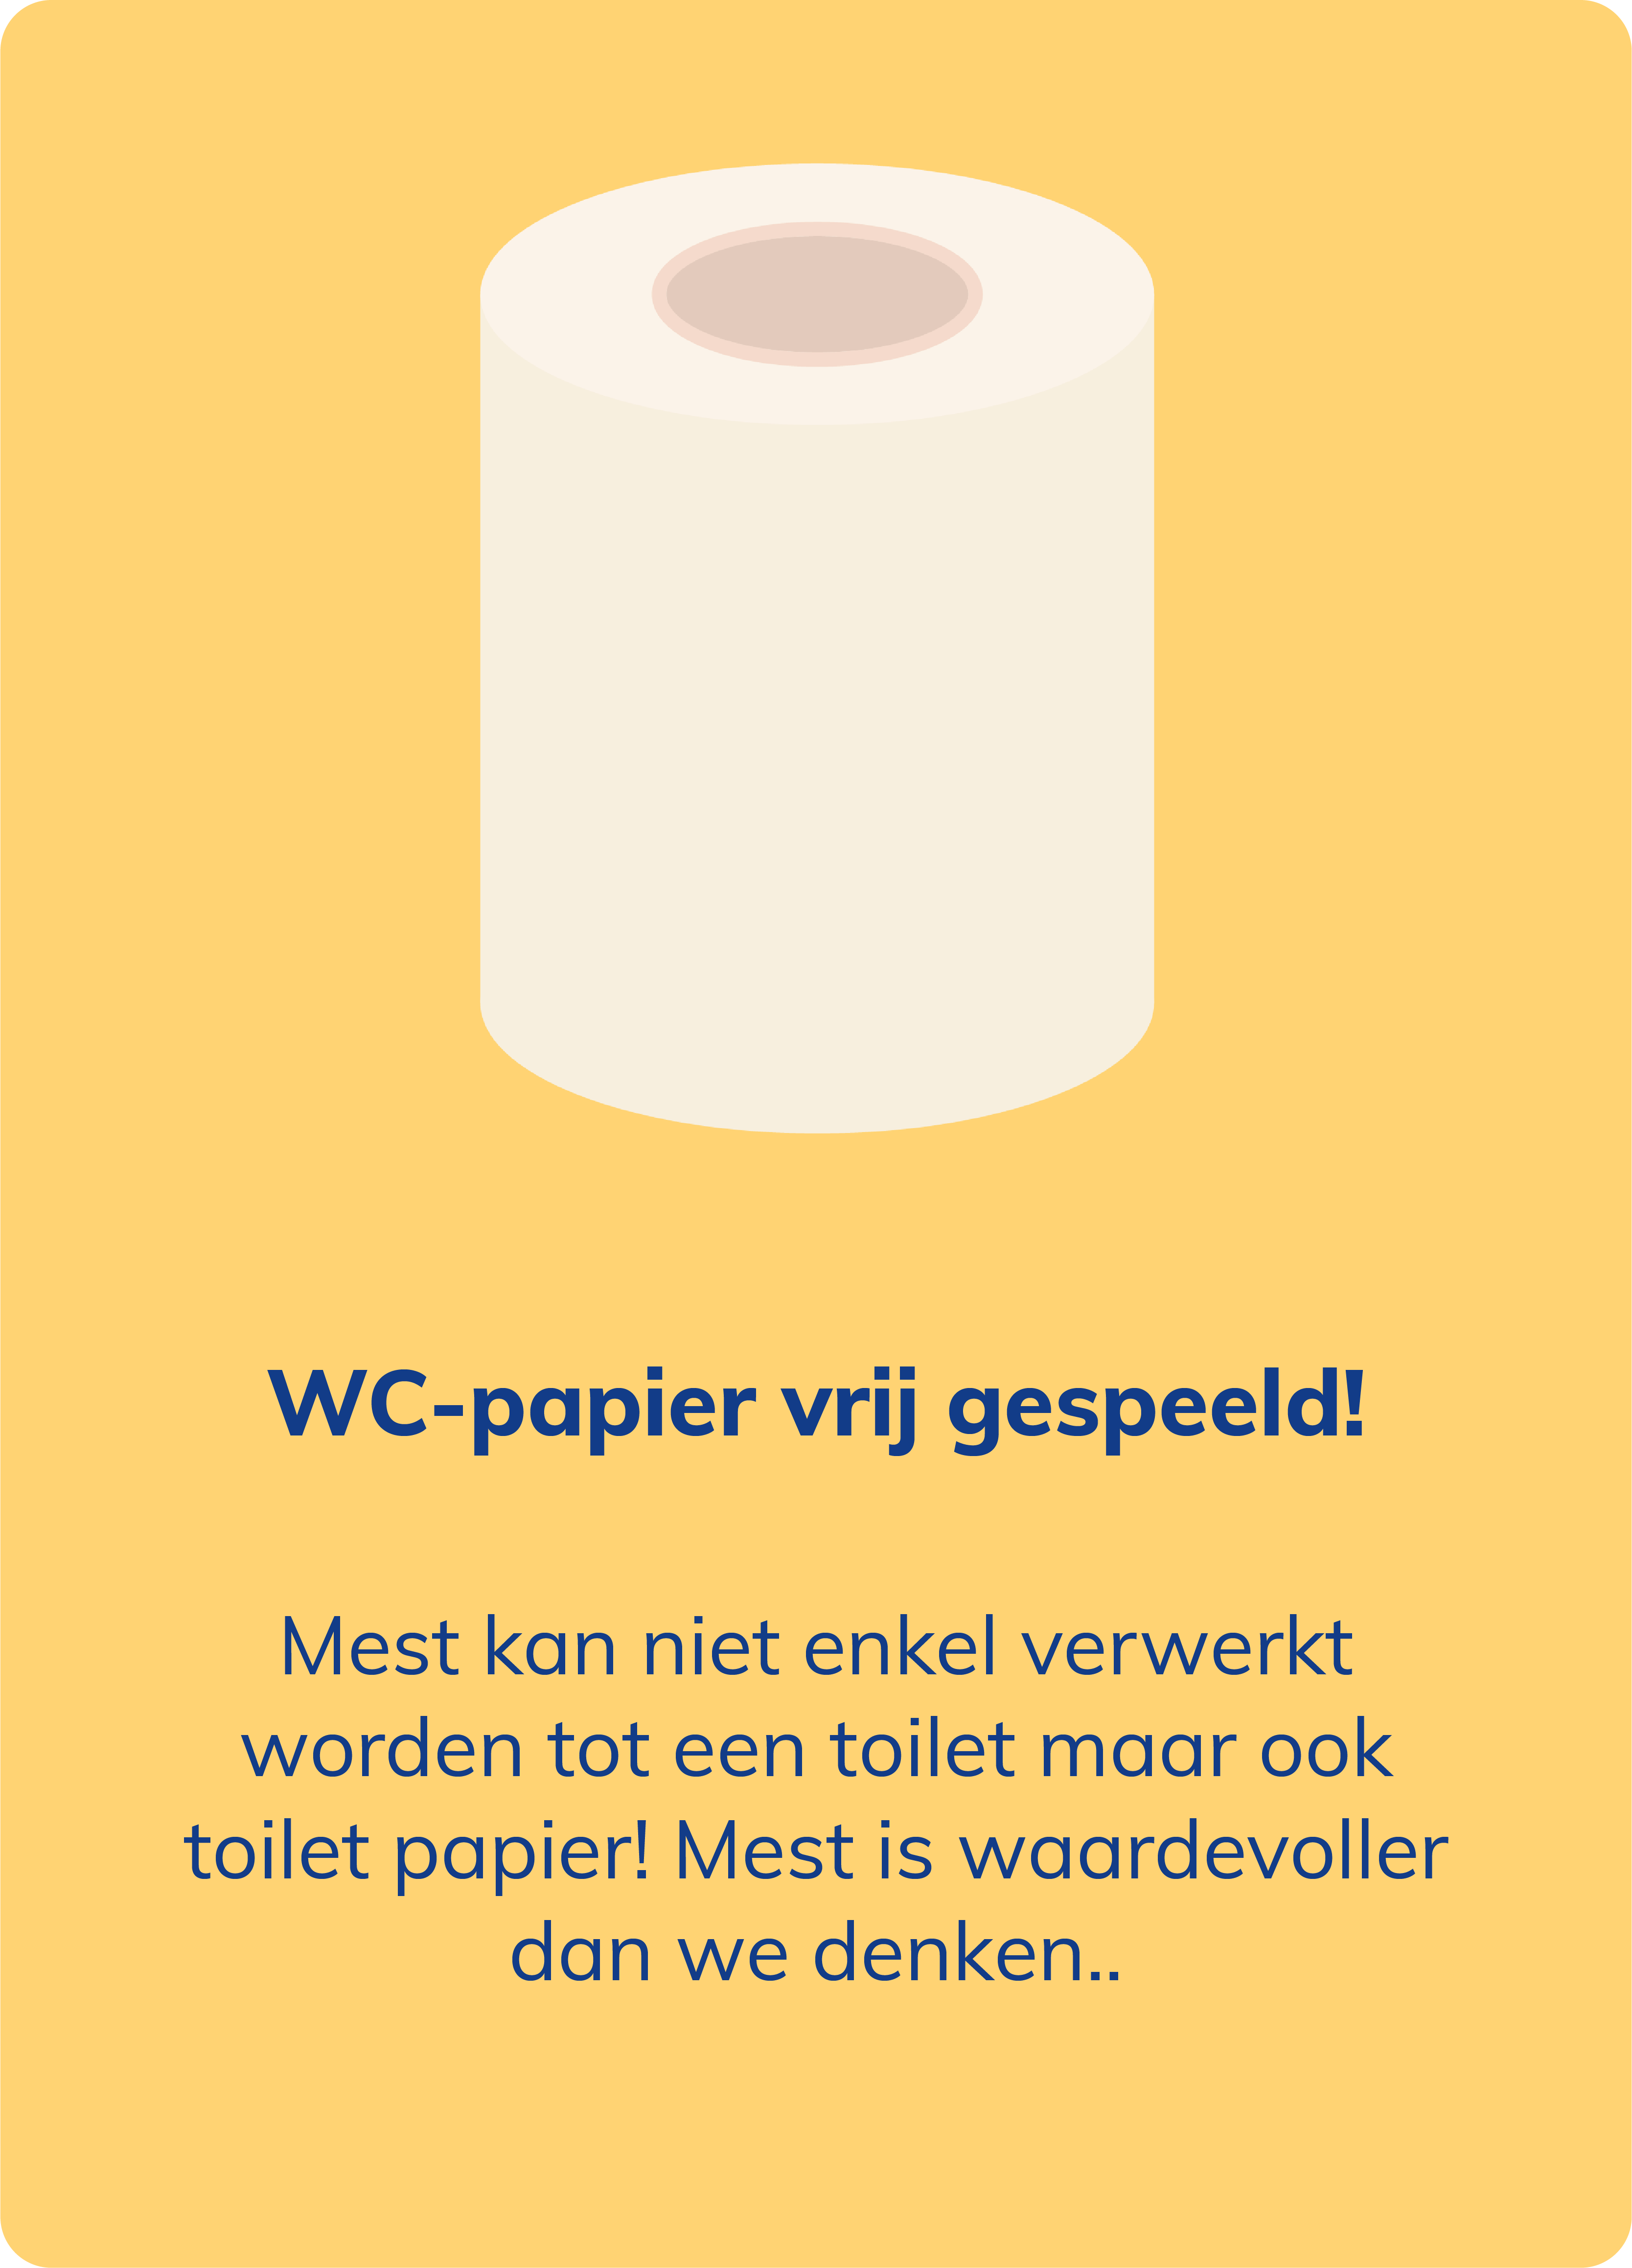 WC-papier vrij gespeeld!
Mest kan niet enkel verwerkt
worden tot een toilet maar ook
toilet papier! Mest is waardevoller
dan we denken..